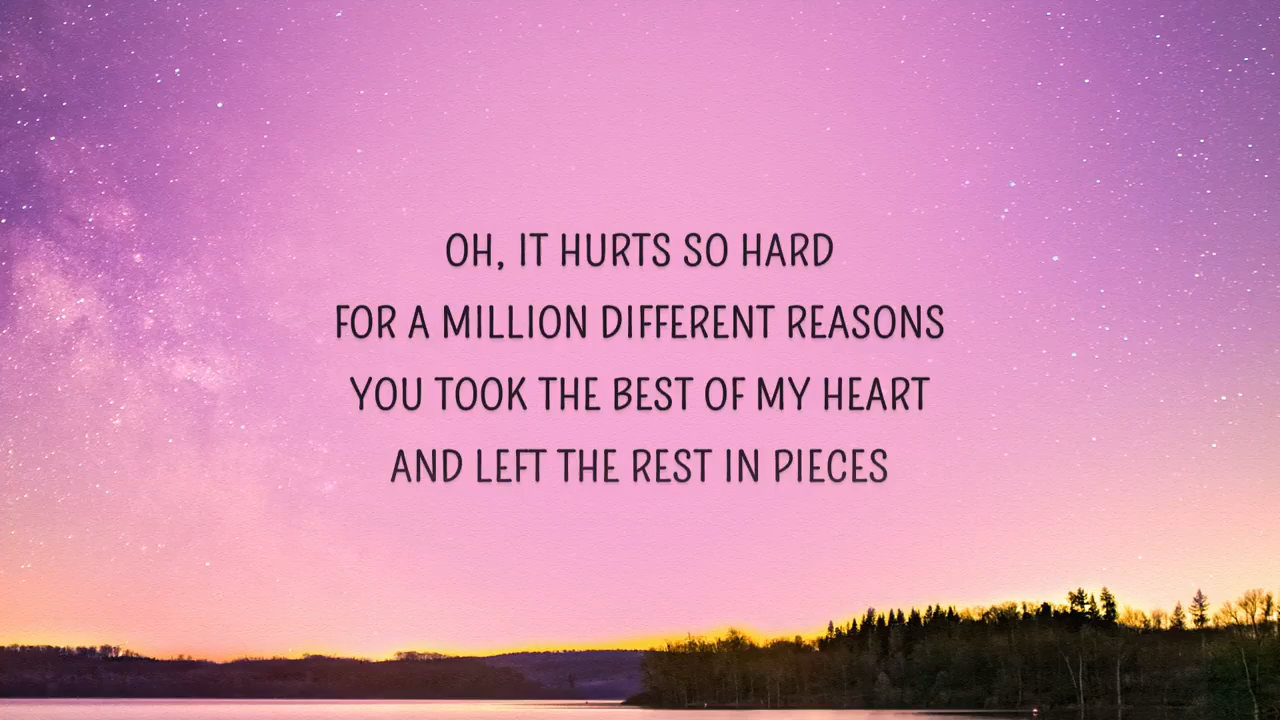 OH, IT HURTS SO HARD
FOR A MILLION DIFFERENT REASONS
YOU TOOK THE BEST OF MY HEART
AND LEFT THE REST IN PIECES